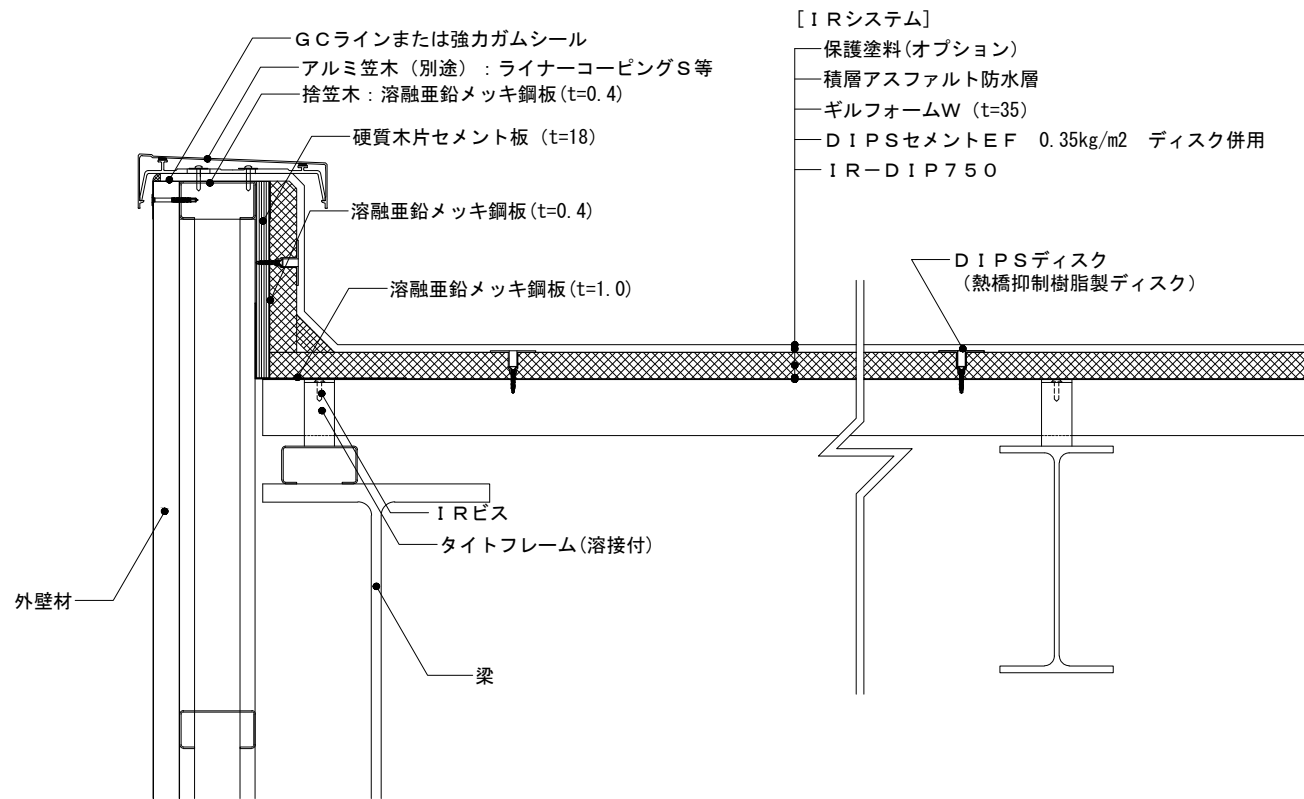 GCラインまたは強力ガムシール
アルミ笠木（別途）：ライナーコーピングS等
捨笠木：溶融亜鉛メッキ鋼板(t=0.4)
硬質木片セメント板 (t=18)
溶融亜鉛メッキ鋼板(t=0.4)
溶融亜鉛メッキ鋼板(t=1.0)
[IRシステム]
保護塗料(オプション)
積層アスファルト防水層
ギルフォームW (t=35)
DIPSセメントEF　0.35kg/m2　ディスク併用
IR－DIP750
DIPSディスク
（熱橋抑制樹脂製ディスク）
IRビス
タイトフレーム(溶接付)
外壁材
梁